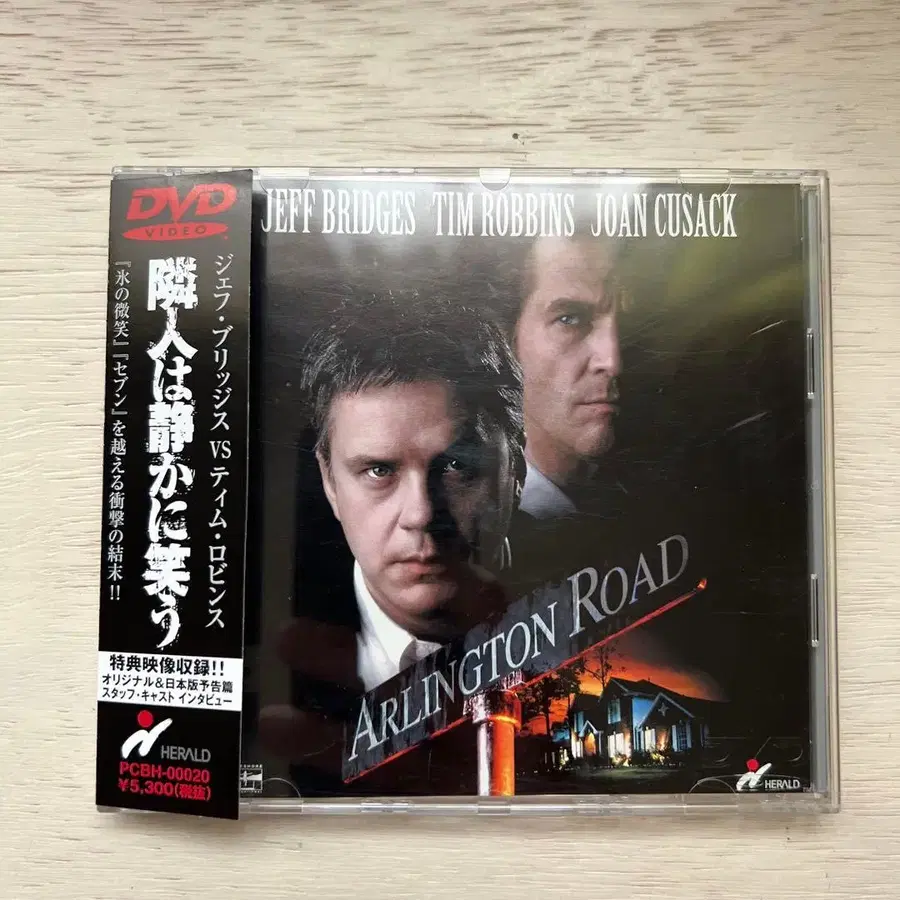 DVD
VIDEO
ジェフ・ブリッジス VS ティム・ロビンス
隣人は静かに笑う
『氷の微笑』『セブン』を越える衝撃の結末!!
特典映像収録!!
オリジナル&日本版予告篇
スタッフ・キャスト インタビュー
HERALD
PCBH-00020
¥5,300(税抜)
JEFF BRIDGES TIM ROBBINS JOAN CUSACK
ARLINGTON ROAD
HERALD